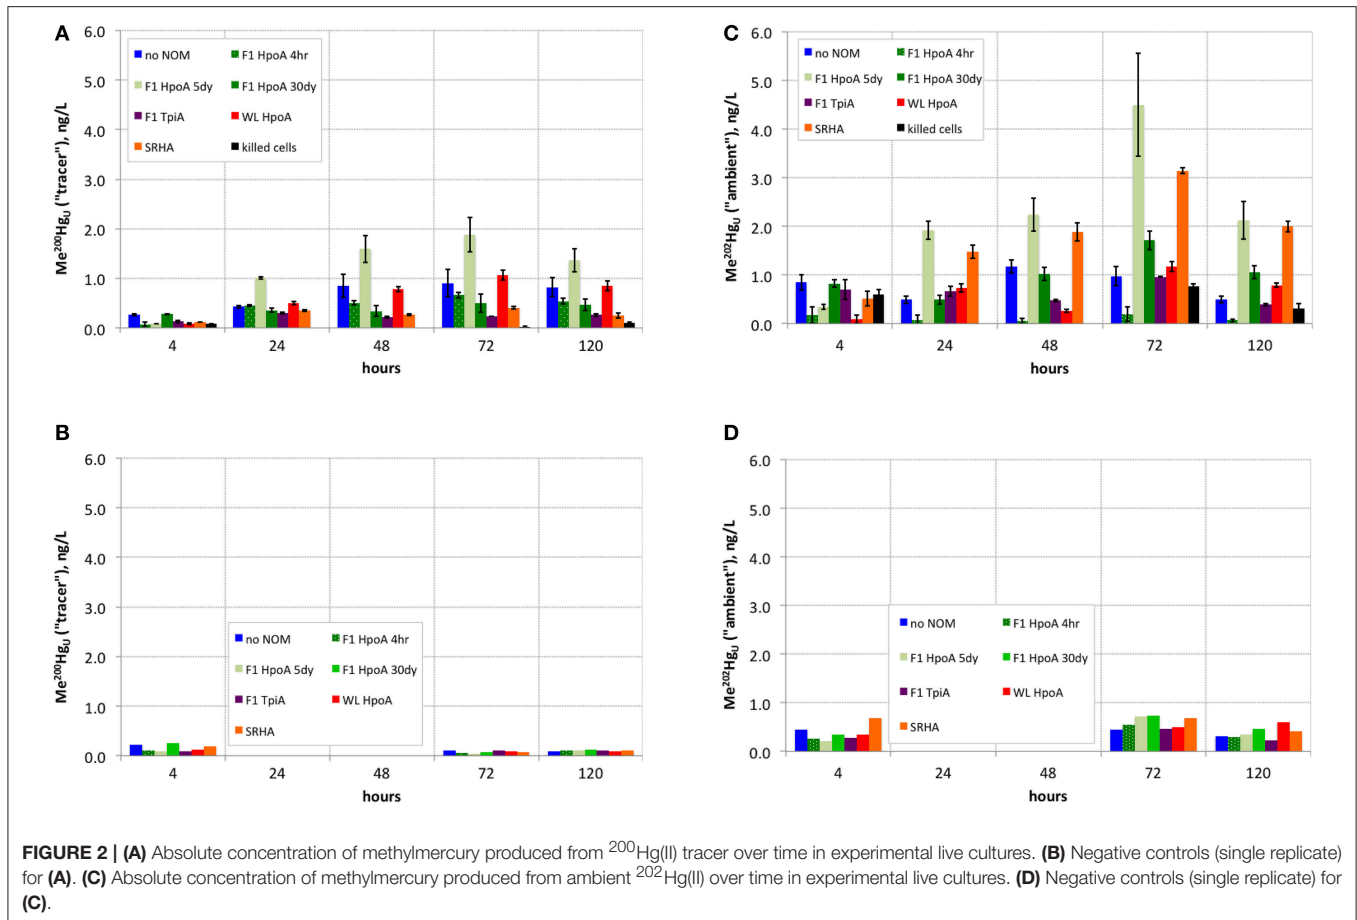 A
Me²⁰⁰Hg_U ("tracer"), ng/L
6.0
5.0
4.0
3.0
2.0
1.0
0.0
no NOM
F1 HpoA 4hr
F1 HpoA 5dy
F1 HpoA 30dy
F1 TpiA
WL HpoA
SRHA
killed cells
4 24 48 72 120
hours
C
Me²⁰²Hg_U ("ambient"), ng/L
6.0
5.0
4.0
3.0
2.0
1.0
0.0
no NOM
F1 HpoA 4hr
F1 HpoA 5dy
F1 HpoA 30dy
F1 TpiA
WL HpoA
SRHA
killed cells
4 24 48 72 120
hours
B
Me²⁰⁰Hg_U ("tracer"), ng/L
6.0
5.0
4.0
3.0
2.0
1.0
0.0
no NOM
F1 HpoA 4hr
F1 HpoA 5dy
F1 HpoA 30dy
F1 TpiA
WL HpoA
SRHA
4 24 48 72 120
hours
D
Me²⁰²Hg_U ("ambient"), ng/L
6.0
5.0
4.0
3.0
2.0
1.0
0.0
no NOM
F1 HpoA 4hr
F1 HpoA 5dy
F1 HpoA 30dy
F1 TpiA
WL HpoA
SRHA
4 24 48 72 120
hours
FIGURE 2 | (A) Absolute concentration of methylmercury produced from ²⁰⁰Hg(II) tracer over time in experimental live cultures. (B) Negative controls (single replicate)
for (A). (C) Absolute concentration of methylmercury produced from ambient ²⁰²Hg(II) over time in experimental live cultures. (D) Negative controls (single replicate) for
(C).